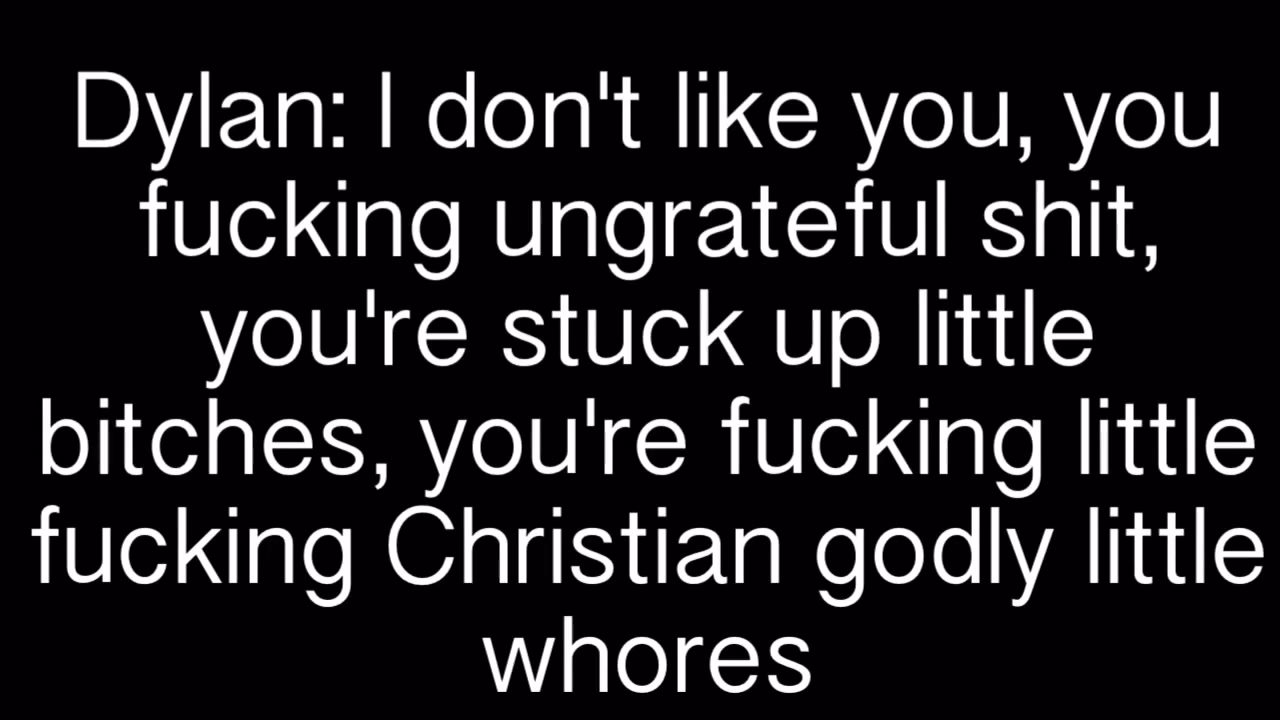 Dylan: I don't like you, you
fucking ungrateful shit,
you're stuck up little
bitches, you're fucking little
fucking Christian godly little
whores